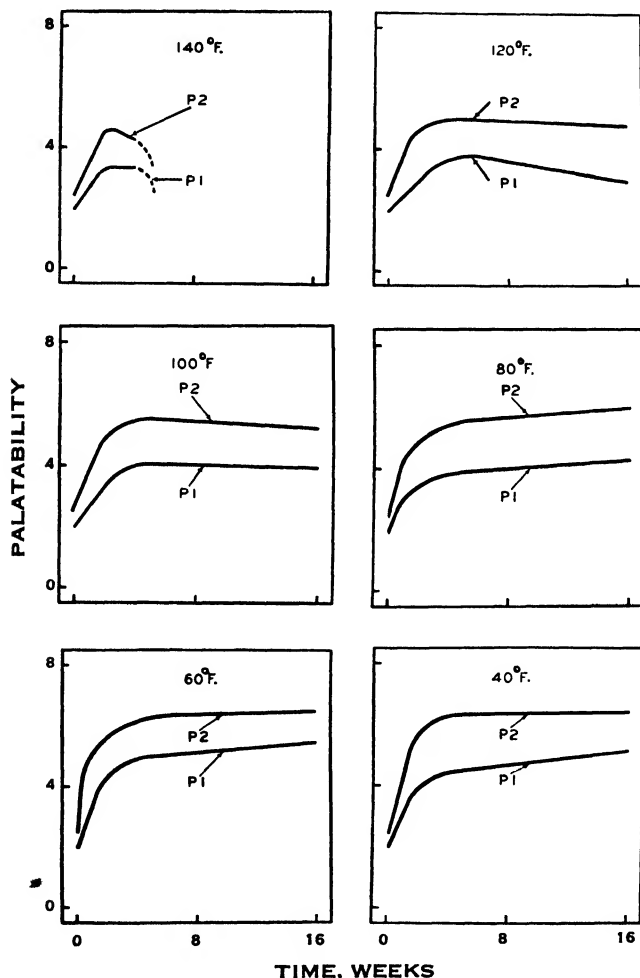 8
4
0
140°F.
P2
P1
120°F.
P2
P1
8
4
0
100°F
P2
P1
80°F.
P2
P1
PALATABILITY
8
4
0
60°F.
P2
P1
40°F.
P2
P1
0 8 16
0 8 16
TIME, WEEKS